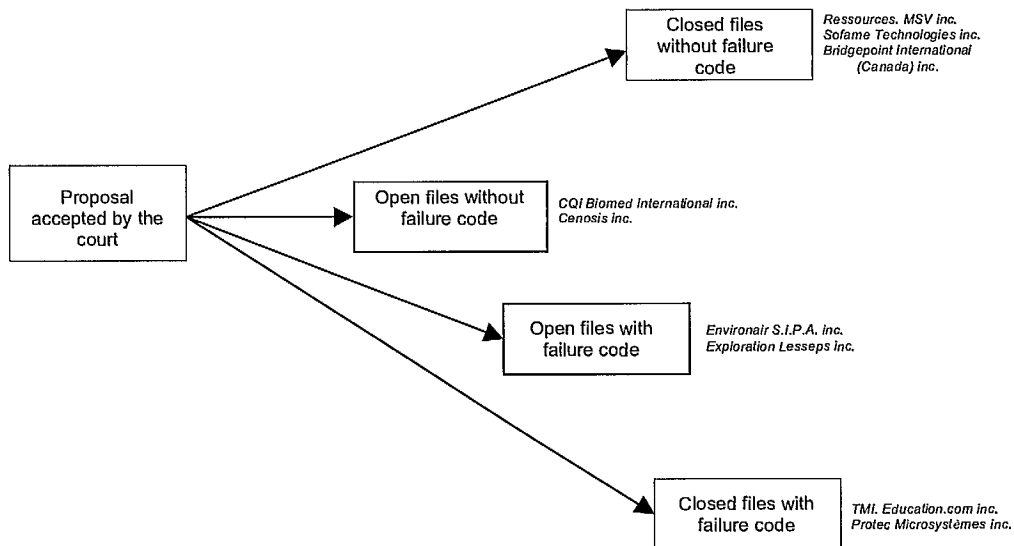 Closed files
without failure
code
Ressources. MSV inc.
Sofame Technologies inc.
Bridgepoint International
(Canada) inc.
Proposal
accepted by the
court
Open files without
failure code
CQI Biomed International inc.
Cenosis inc.
Open files with
failure code
Environair S.I.P.A. inc.
Exploration Lesseps inc.
Closed files with
failure code
TMI. Education.com inc.
Protec Microsystèmes inc.